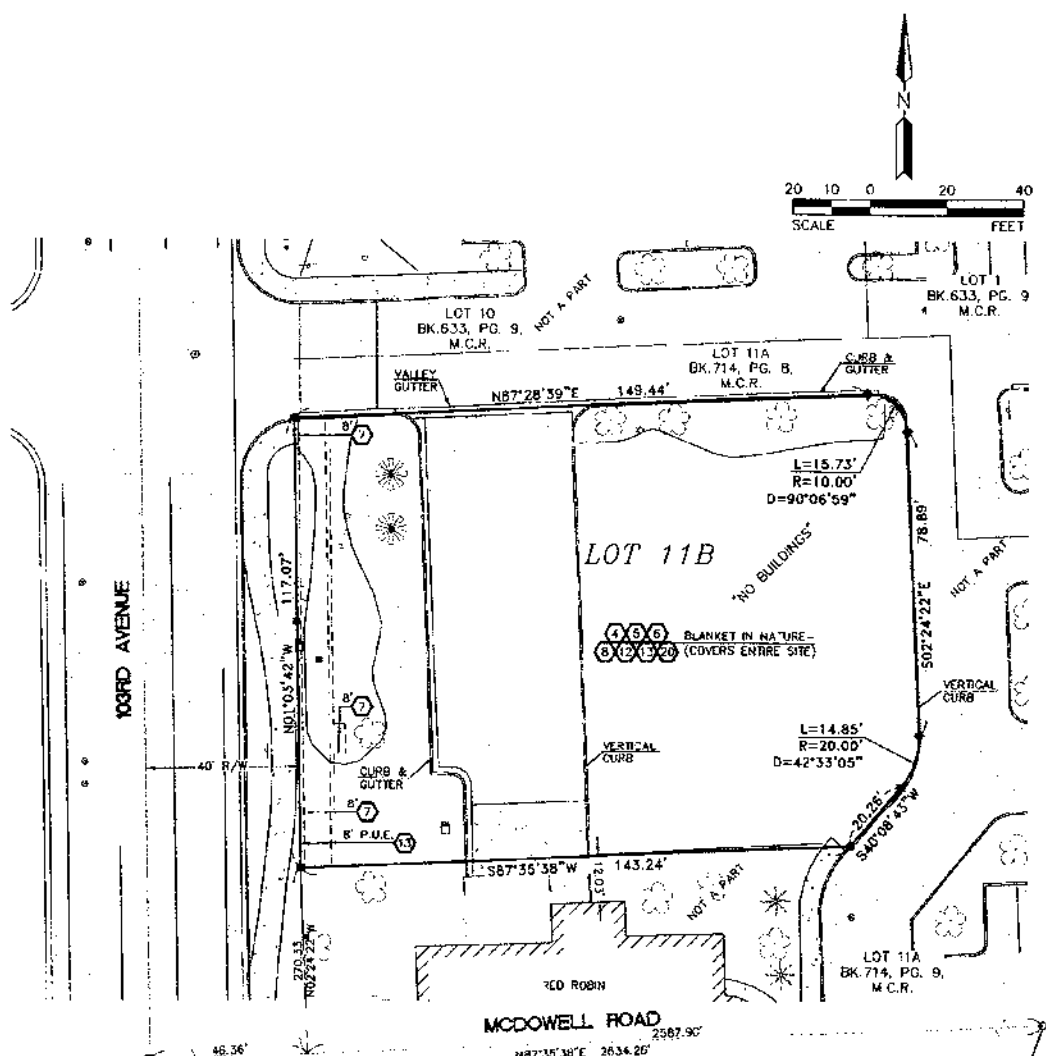 N
20 10 0 20 40
SCALE FEET
LOT 10
BK.633, PG. 9,
M.C.R.
NOT A PART
LOT 1
BK.633, PG. 9
M.C.R.
LOT 11A
BK.714, PG. 8,
M.C.R.
CURB &
GUTTER
VALLEY
GUTTER
N87°28'39"E 149.44'
8'
L=15.73'
R=10.00'
D=90°06'59"
78.89'
S02°24'22"E
LOT 11B
"NO BUILDINGS"
NOT A PART
117.07'
N01°03'42"W
103RD AVENUE
4 5 6 BLANKET IN NATURE-
8 12 13 20 (COVERS ENTIRE SITE)
8'
7
VERTICAL
CURB
L=14.85'
R=20.00'
D=42°33'05"
VERTICAL
CURB
40' R/W
CURB &
GUTTER
8'
7
8' P.U.E.
13
20.26'
S40°08'43"W
S87°35'38"W 143.24'
12.03'
NOT A PART
270.33
N02°24'22"W
LOT 11A
BK.714, PG. 9,
M.C.R.
RED ROBIN
MCDOWELL ROAD
2587.90'
46.36'
N87°35'38"E 2634.26'